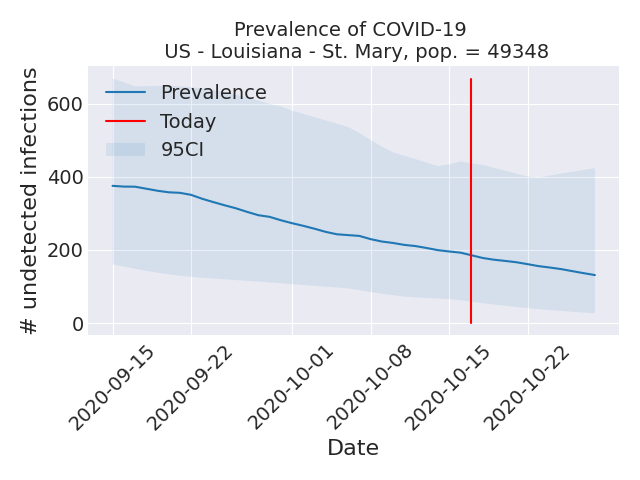 Prevalence of COVID-19
US - Louisiana - St. Mary, pop. = 49348
# undetected infections
600
400
200
0
Prevalence
Today
95CI
2020-09-15
2020-09-22
2020-10-01
2020-10-08
2020-10-15
2020-10-22
Date